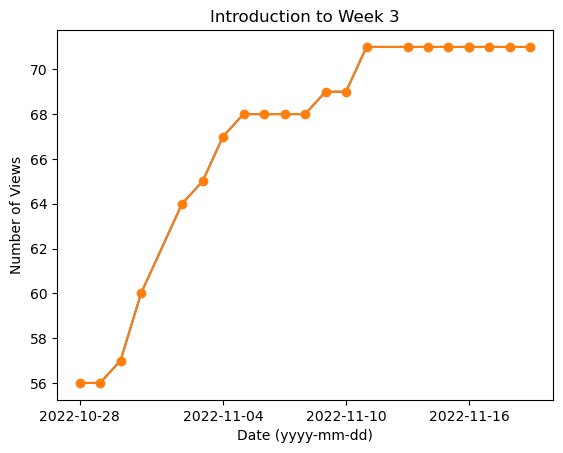 Introduction to Week 3
Number of Views
70
68
66
64
62
60
58
56
2022-10-28 2022-11-04 2022-11-10 2022-11-16
Date (yyyy-mm-dd)